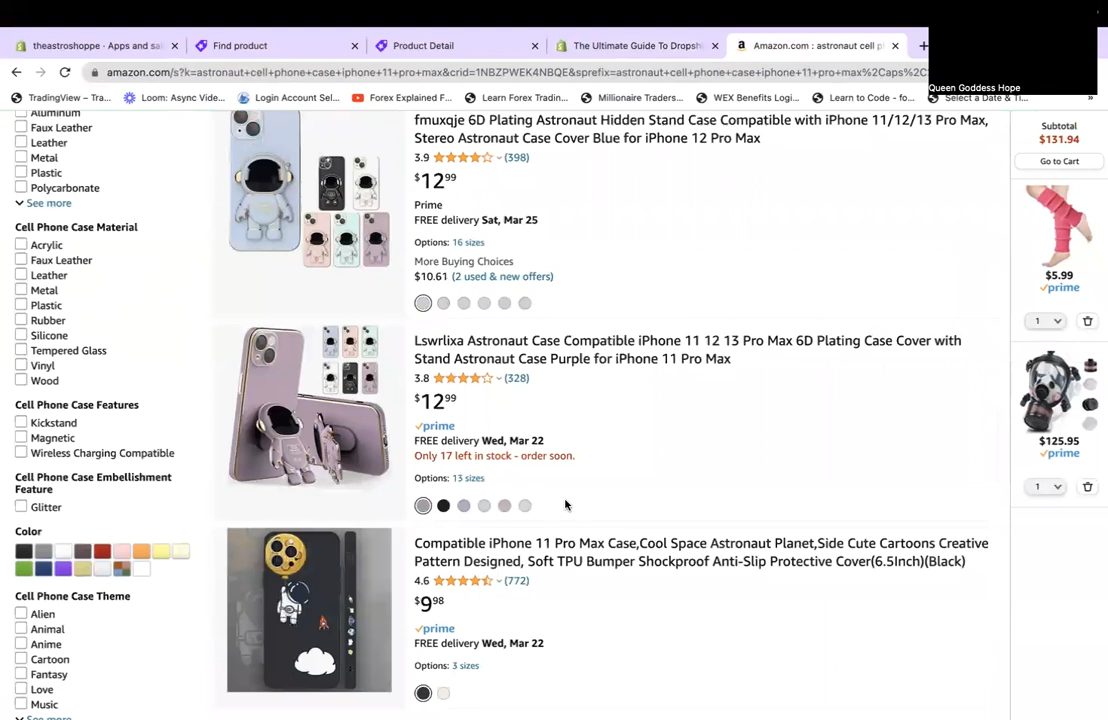 theastroshoppe · Apps and sal
Find product
Product Detail
The Ultimate Guide To Dropsh
Amazon.com : astronaut cell p
amazon.com/s?k=astronaut+cell+phone+case+iphone+11+pro+max&crid=1NBZPWEK4NBQE&sprefix=astronaut+cell+phone+case+iphone+11+pro+max%2Caps%2C
Queen Goddess Hope
TradingView – Tra...
Loom: Async Vide...
Login Account Sel...
Forex Explained F...
Learn Forex Tradin...
Millionaire Traders...
WEX Benefits Logi...
Learn to Code - fo...
Select a Date & Ti...
»
Aluminum
Faux Leather
Leather
Metal
Plastic
Polycarbonate
See more
Cell Phone Case Material
Acrylic
Faux Leather
Leather
Metal
Plastic
Rubber
Silicone
Tempered Glass
Vinyl
Wood
Cell Phone Case Features
Kickstand
Magnetic
Wireless Charging Compatible
Cell Phone Case Embellishment
Feature
Glitter
Color
Cell Phone Case Theme
Alien
Animal
Anime
Cartoon
Fantasy
Love
Music
See more
fmuxqje 6D Plating Astronaut Hidden Stand Case Compatible with iPhone 11/12/13 Pro Max,
Stereo Astronaut Case Cover Blue for iPhone 12 Pro Max
3.9 (398)
$1299
Prime
FREE delivery Sat, Mar 25
Options: 16 sizes
More Buying Choices
$10.61 (2 used & new offers)
Lswrlixa Astronaut Case Compatible iPhone 11 12 13 Pro Max 6D Plating Case Cover with
Stand Astronaut Case Purple for iPhone 11 Pro Max
3.8 (328)
$1299
prime
FREE delivery Wed, Mar 22
Only 17 left in stock - order soon.
Options: 13 sizes
Compatible iPhone 11 Pro Max Case,Cool Space Astronaut Planet,Side Cute Cartoons Creative
Pattern Designed, Soft TPU Bumper Shockproof Anti-Slip Protective Cover(6.5Inch)(Black)
4.6 (772)
$998
prime
FREE delivery Wed, Mar 22
Options: 3 sizes
Subtotal
$131.94
Go to Cart
$5.99
prime
1
$125.95
prime
1